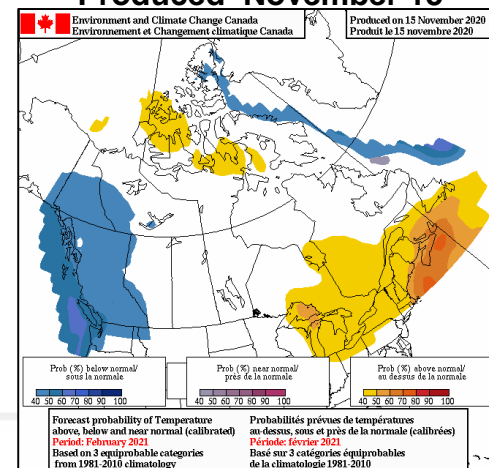 Produced November 15
Environment and Climate Change Canada
Environnement et Changement climatique Canada
Produced on 15 November 2020
Produit le 15 novembre 2020
Prob (%) below normal/
sous la normale
40 50 60 70 80 90 100
Prob (%) near normal/
près de la normale
40 50 60 70 80 90 100
Prob (%) above normal/
au dessus de la normale
40 50 60 70 80 90 100
Forecast probability of Temperature
above, below and near normal (calibrated)
Period: February 2021
Based on 3 equiprobable categories
from 1981-2010 climatology
Probabilités prévues de températures
au-dessus, sous et près de la normale (calibrées)
Période: février 2021
Basé sur 3 catégories équiprobables
de la climatologie 1981-2010